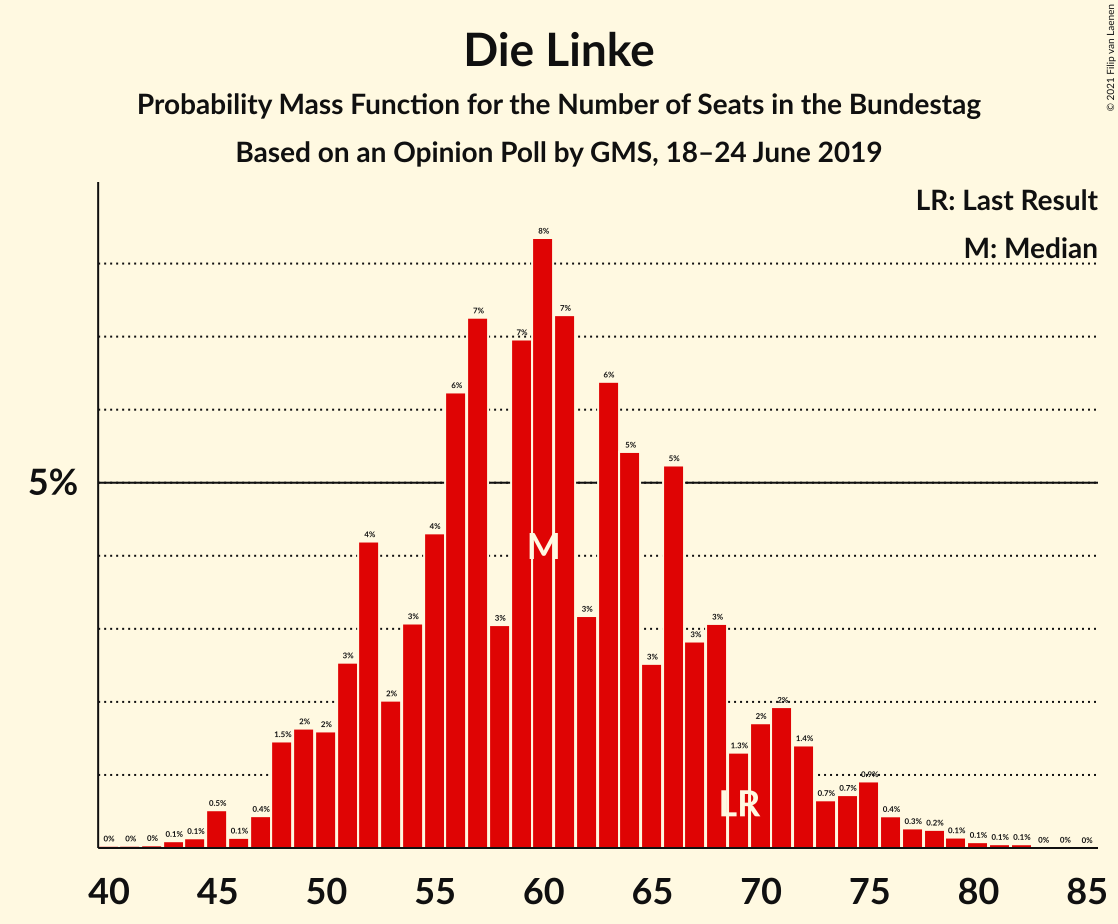 © 2021 Filip van Laenen
Die Linke
Probability Mass Function for the Number of Seats in the Bundestag
Based on an Opinion Poll by GMS, 18–24 June 2019
LR: Last Result
M: Median
5%
0% 0% 0% 0.1% 0.1% 0.5% 0.1% 0.4% 1.5% 2% 2% 3% 4% 2% 3% 4% 6% 7% 3% 7% 8% 7% 3% 6% 5% 3% 5% 3% 3% 1.3% 2% 2% 1.4% 0.7% 0.7% 0.9% 0.4% 0.3% 0.2% 0.1% 0.1% 0.1% 0.1% 0% 0% 0%
M
LR
40 45 50 55 60 65 70 75 80 85